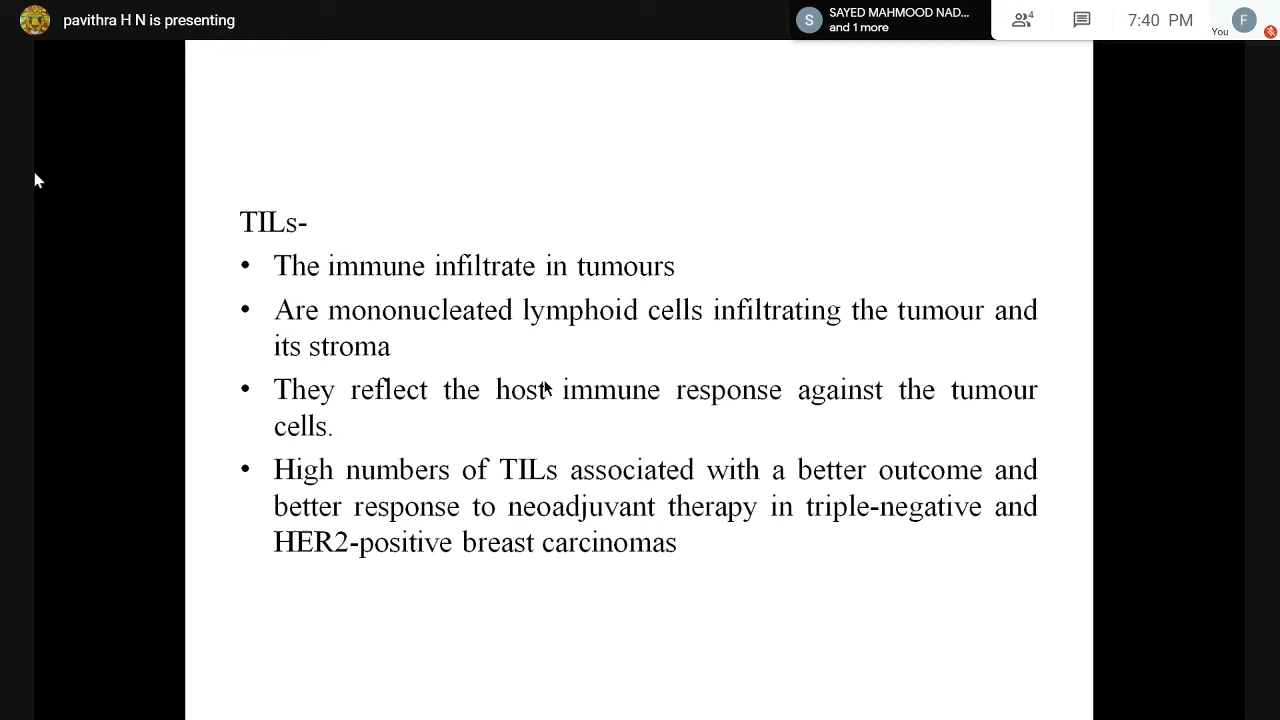 pavithra H N is presenting
SAYED MAHMOOD NAD...
and 1 more
4
7:40 PM
S
F
You
TILs-
• The immune infiltrate in tumours
• Are mononucleated lymphoid cells infiltrating the tumour and
its stroma
• They reflect the host immune response against the tumour
cells.
• High numbers of TILs associated with a better outcome and
better response to neoadjuvant therapy in triple-negative and
HER2-positive breast carcinomas